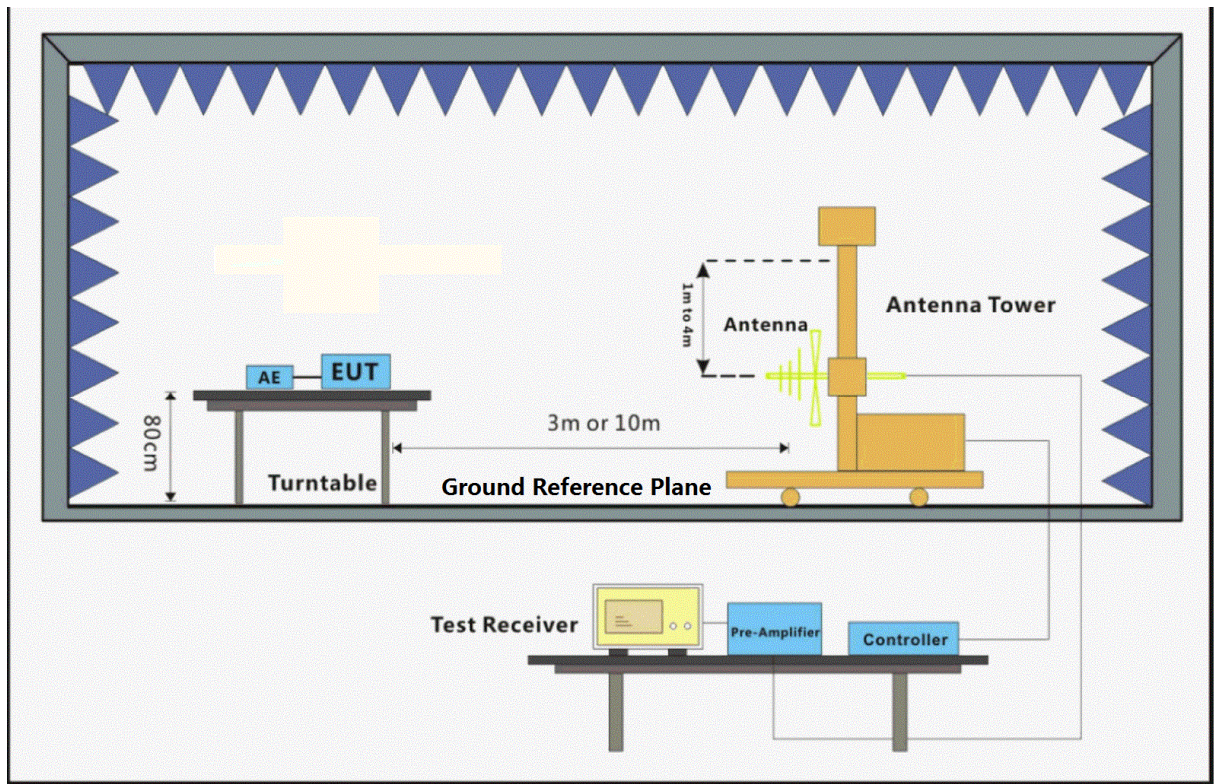 1m to 4m
Antenna
Antenna Tower
AE
EUT
80cm
3m or 10m
Turntable
Ground Reference Plane
Test Receiver
Pre-Amplifier
Controller